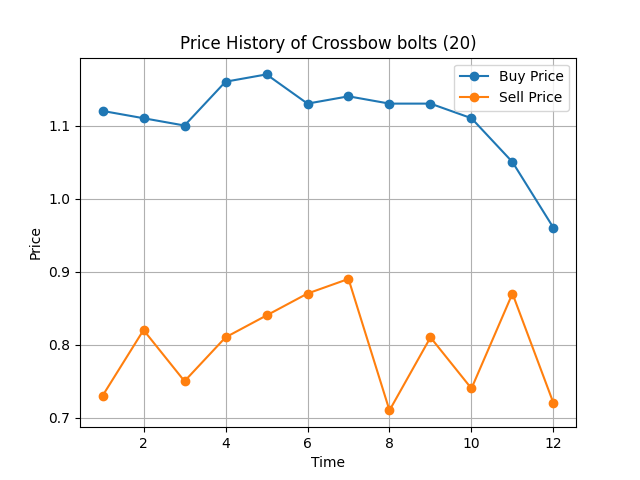 Price History of Crossbow bolts (20)
Buy Price
Sell Price
1.1
1.0
0.9
0.8
0.7
Price
2 4 6 8 10 12
Time